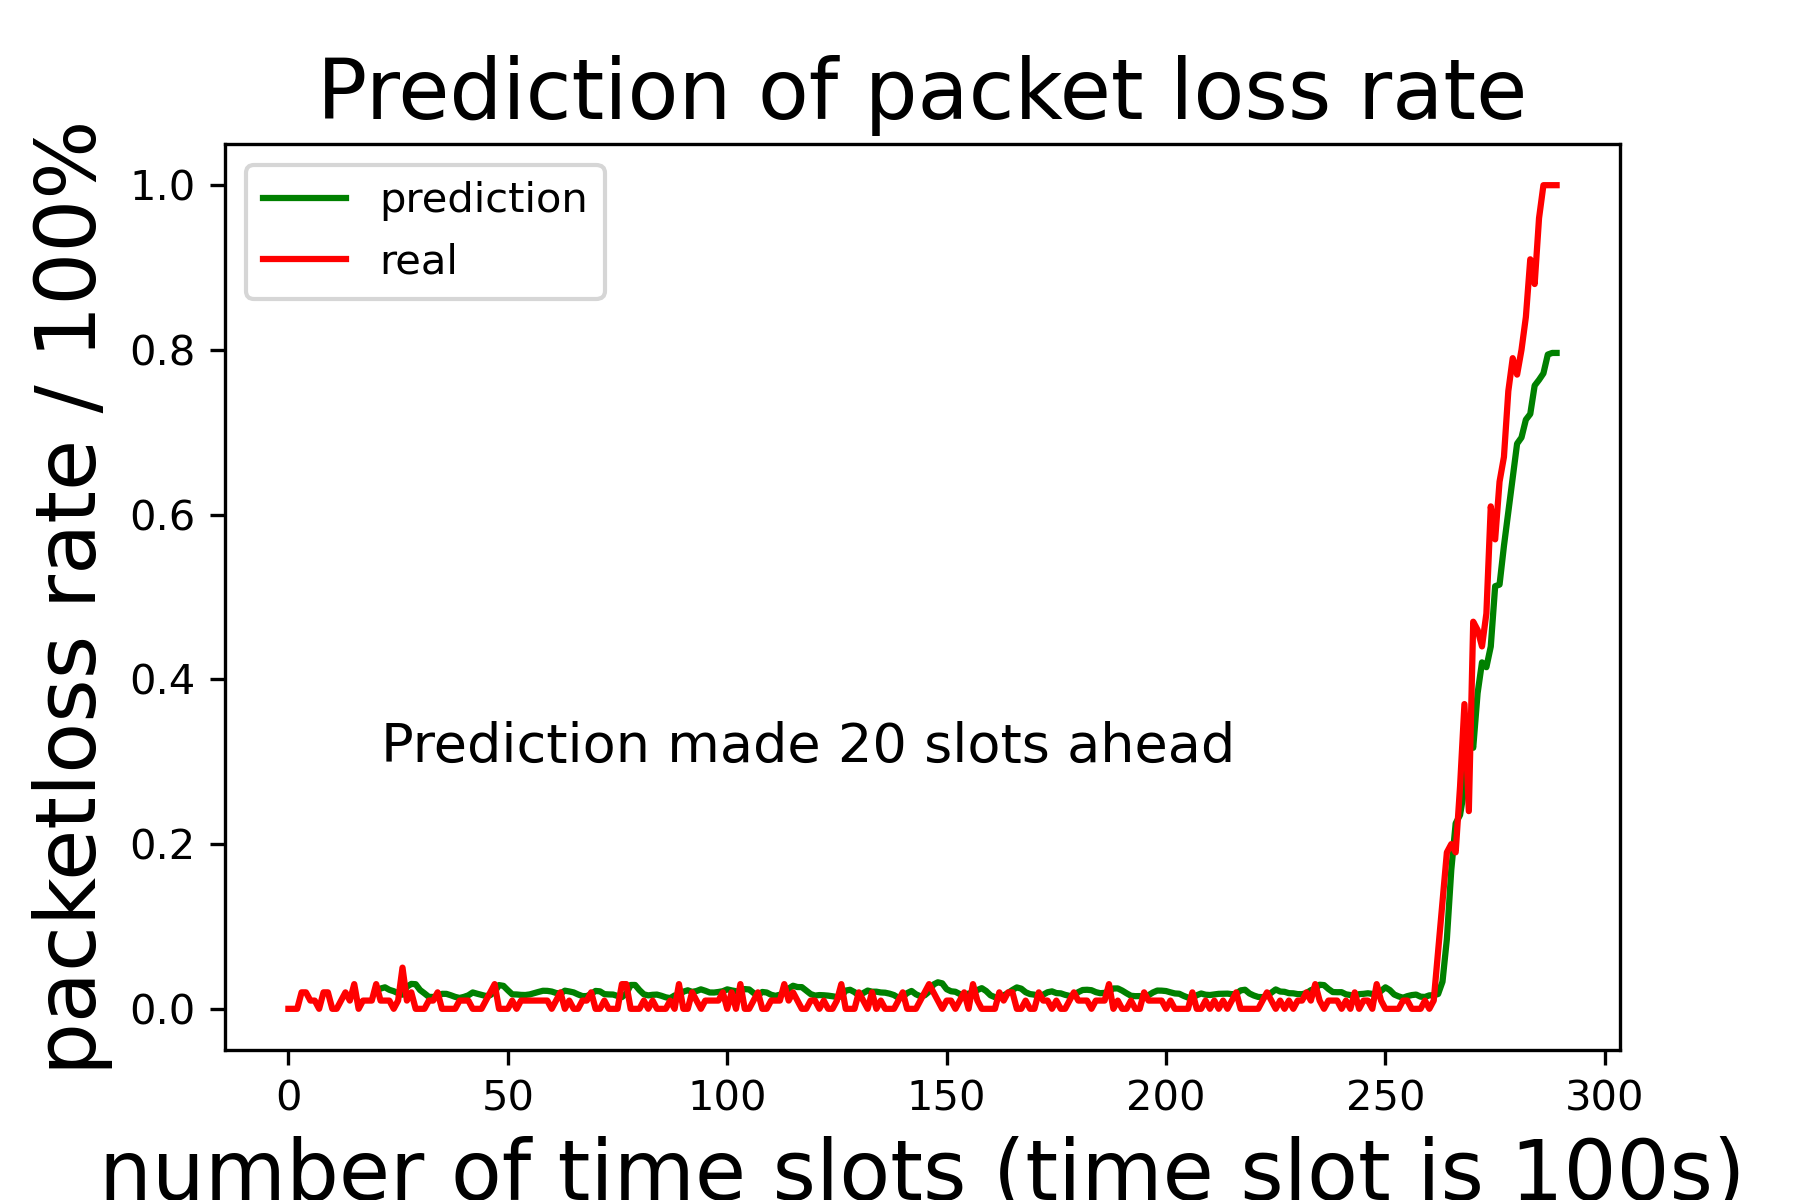 Prediction of packet loss rate
prediction
real
Prediction made 20 slots ahead
packetloss rate / 100%
1.0
0.8
0.6
0.4
0.2
0.0
0 50 100 150 200 250 300
number of time slots (time slot is 100s)